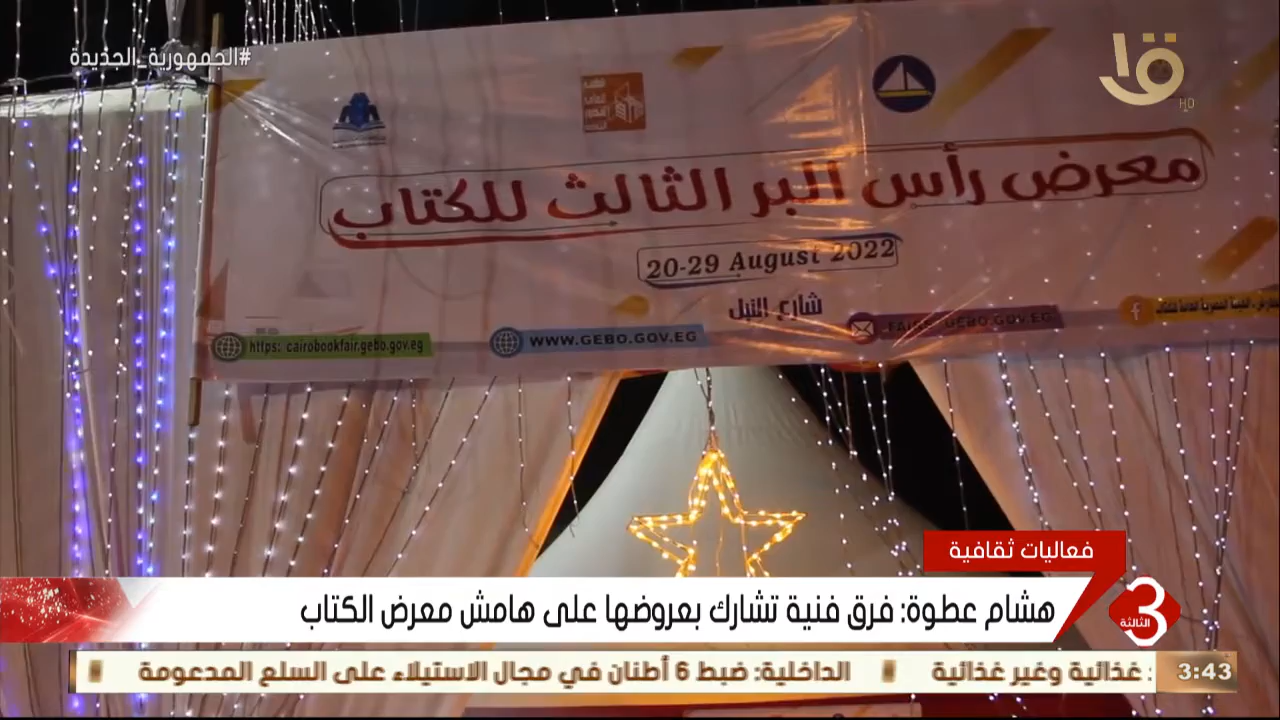 #الجمهورية_الجديدة
HD
معرض رأس البر الثالث للكتاب
20-29 August 2022
شارع النيل
https: cairobookfair.gebo.gov.eg
WWW.GEBO.GOV.EG
GEBO.GOV.EG
فعاليات ثقافية
هشام عطوة: فرق فنية تشارك بعروضها على هامش معرض الكتاب
3 الثالثة
غذائية وغير غذائية
الداخلية: ضبط 6 أطنان في مجال الاستيلاء على السلع المدعومة
3:43